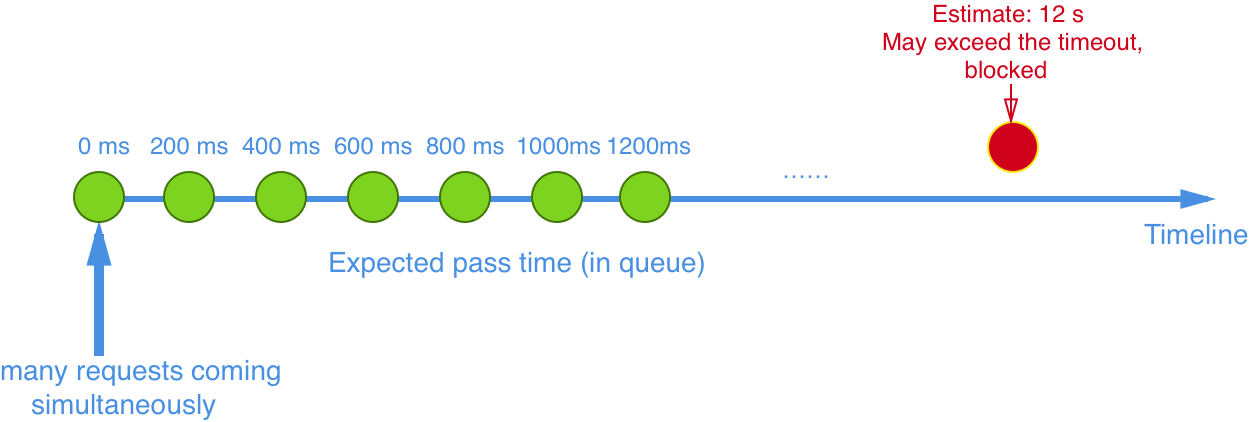 Estimate: 12 s
May exceed the timeout,
blocked
0 ms 200 ms 400 ms 600 ms 800 ms 1000ms 1200ms
......
Timeline
Expected pass time (in queue)
many requests coming
simultaneously